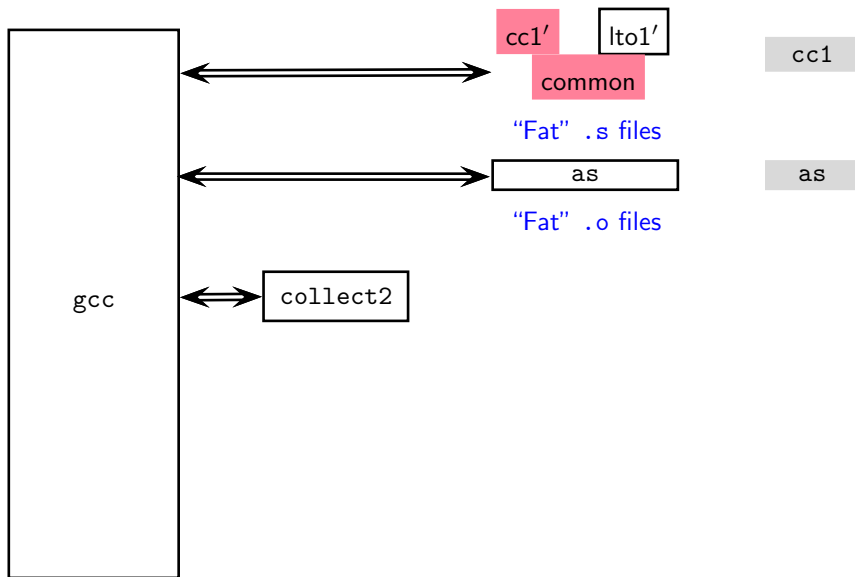 cc1′ lto1′
cc1
common
“Fat” .s files
as as
“Fat” .o files
gcc collect2